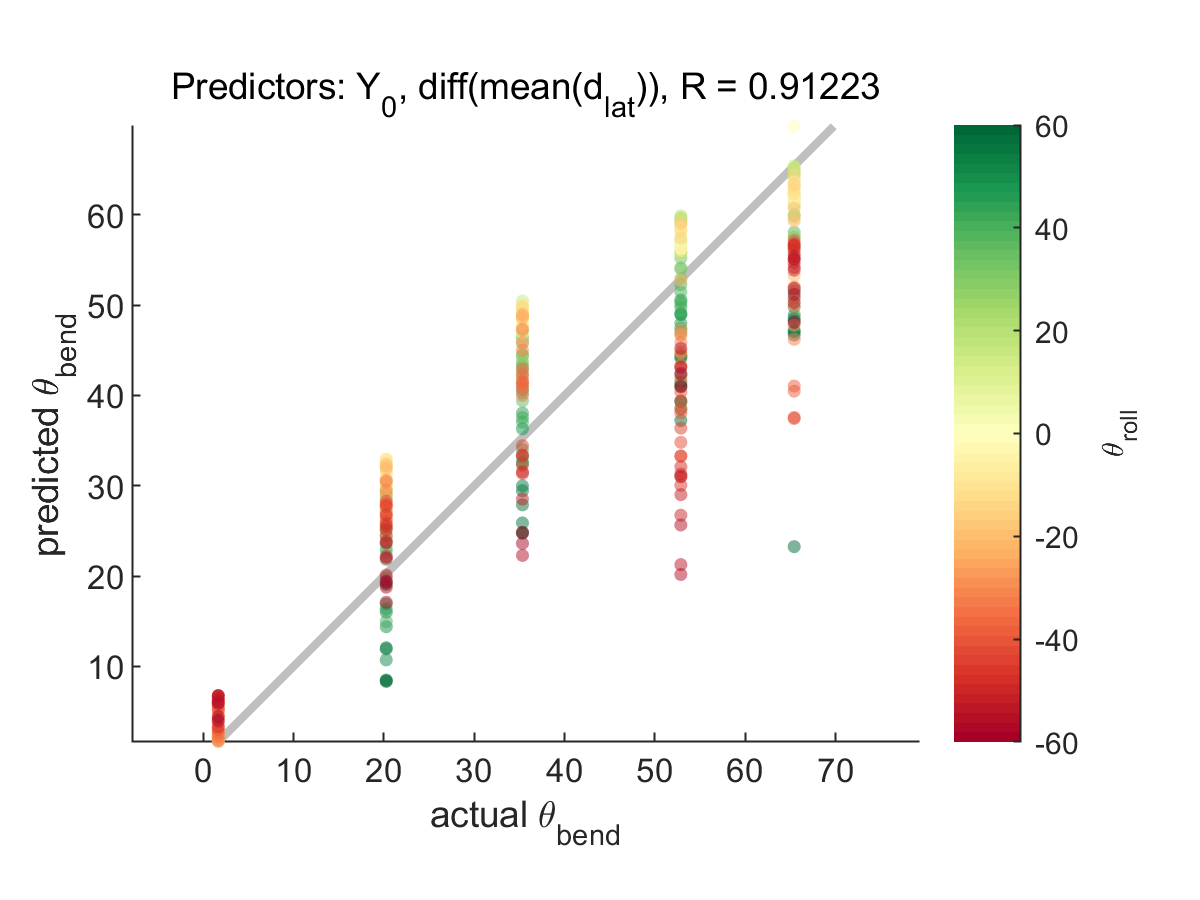 Predictors: Y0, diff(mean(dlat)), R = 0.91223
predicted θbend
60
50
40
30
20
10
0 10 20 30 40 50 60 70
actual θbend
60
40
20
0
-20
-40
-60
θroll